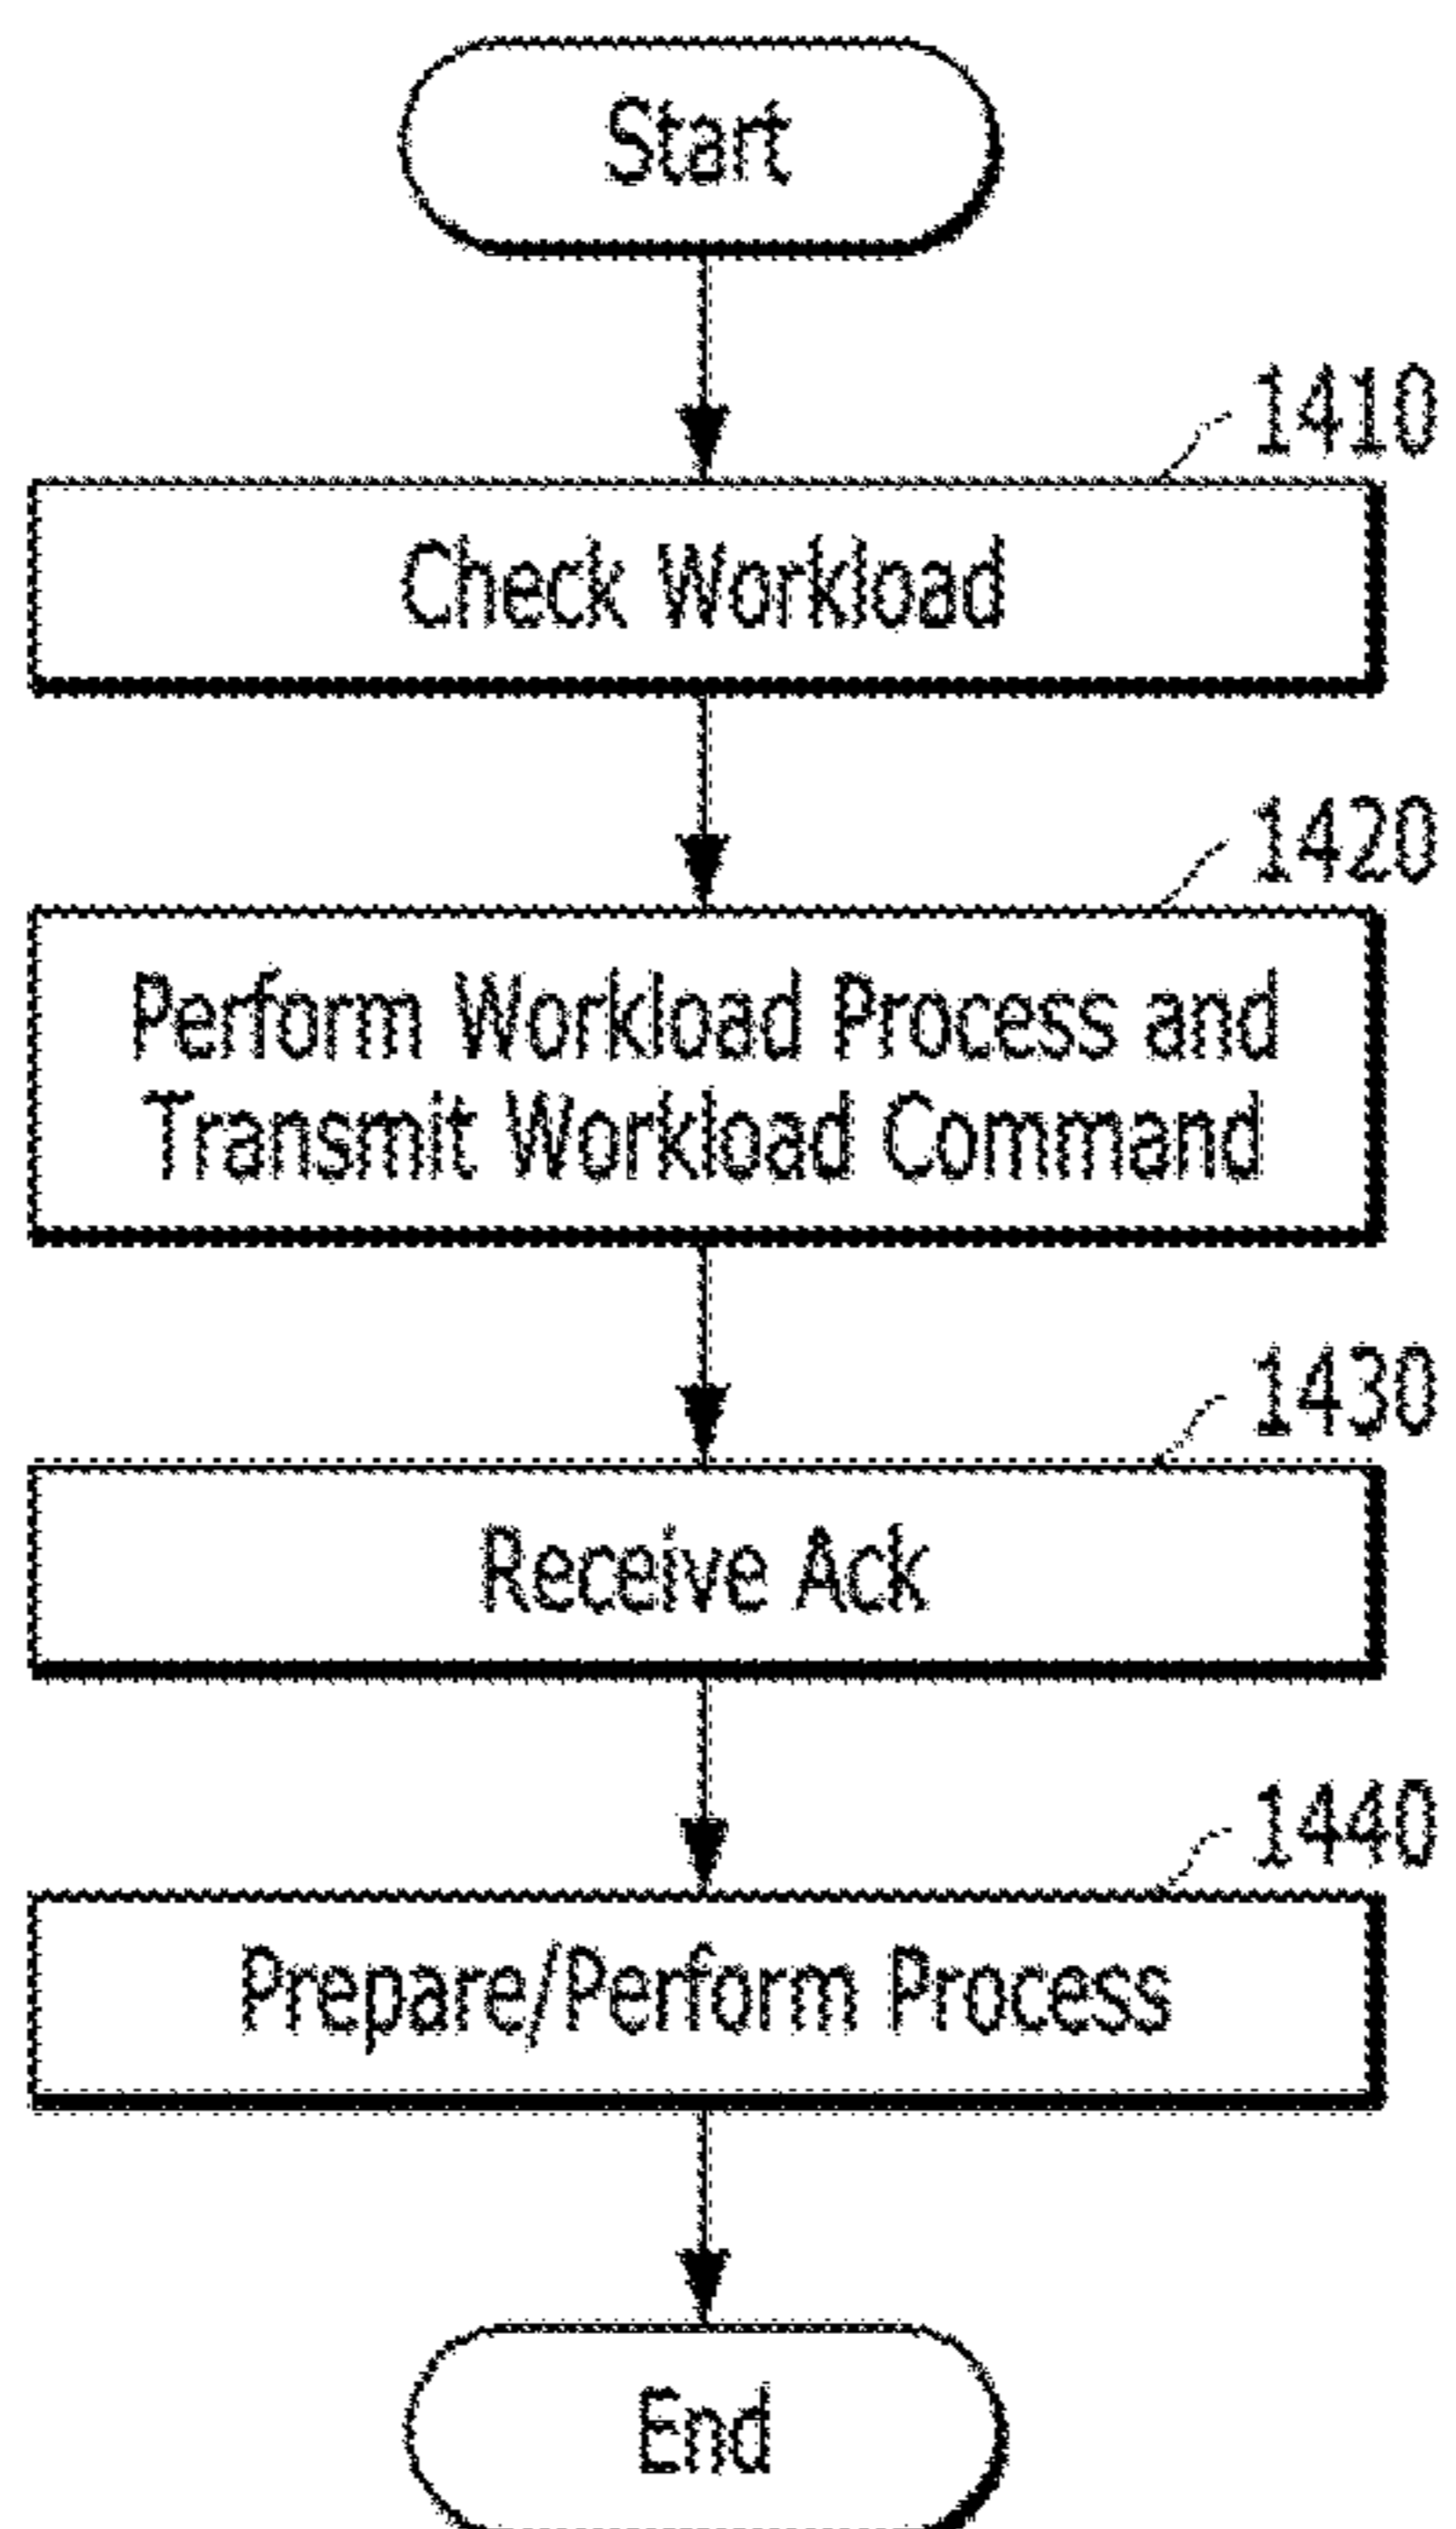 Start
1410
Check Workload
1420
Perform Workload Process and
Transmit Workload Command
1430
Receive Ack
1440
Prepare/Perform Process
End